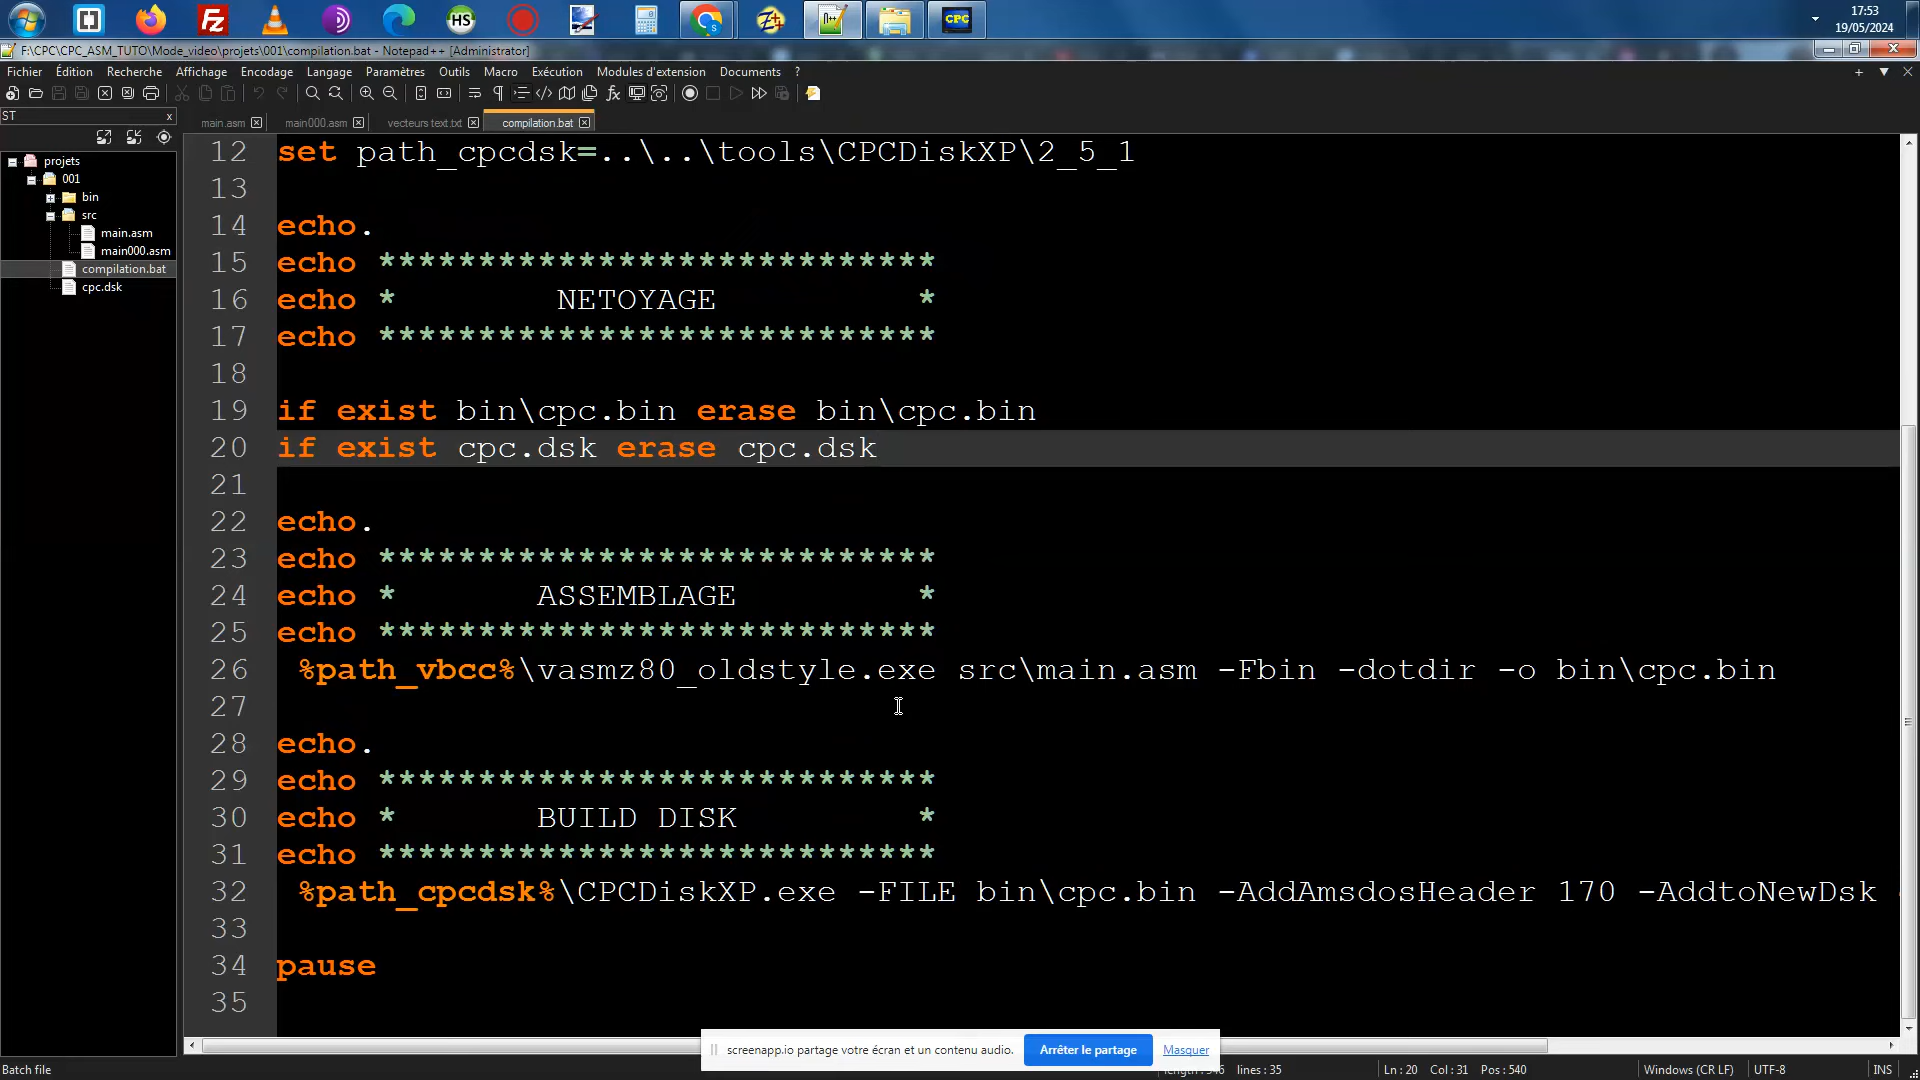 HS
CPC
17:53
19/05/2024
F:\CPC\CPC_ASM_TUTO\Mode_video\projets\001\compilation.bat - Notepad++ [Administrator]
Fichier Édition Recherche Affichage Encodage Langage Paramètres Outils Macro Exécution Modules d'extension Documents ?
ST
main.asm main000.asm vecteurs text.txt compilation.bat
projets
001
bin
src
main.asm
main000.asm
compilation.bat
cpc.dsk
12 set path_cpcdsk=..\..\tools\CPCDiskXP\2_5_1
13
14 echo.
15 echo ****************************
16 echo * NETOYAGE *
17 echo ****************************
18
19 if exist bin\cpc.bin erase bin\cpc.bin
20 if exist cpc.dsk erase cpc.dsk
21
22 echo.
23 echo ****************************
24 echo * ASSEMBLAGE *
25 echo ****************************
26 %path_vbcc%\vasmz80_oldstyle.exe src\main.asm -Fbin -dotdir -o bin\cpc.bin
27
28 echo.
29 echo ****************************
30 echo * BUILD DISK *
31 echo ****************************
32 %path_cpcdsk%\CPCDiskXP.exe -FILE bin\cpc.bin -AddAmsdosHeader 170 -AddtoNewDsk
33
34 pause
35
screenapp.io partage votre écran et un contenu audio. Arrêter le partage Masquer
Batch file lines : 35 Ln : 20 Col : 31 Pos : 540 Windows (CR LF) UTF-8 INS